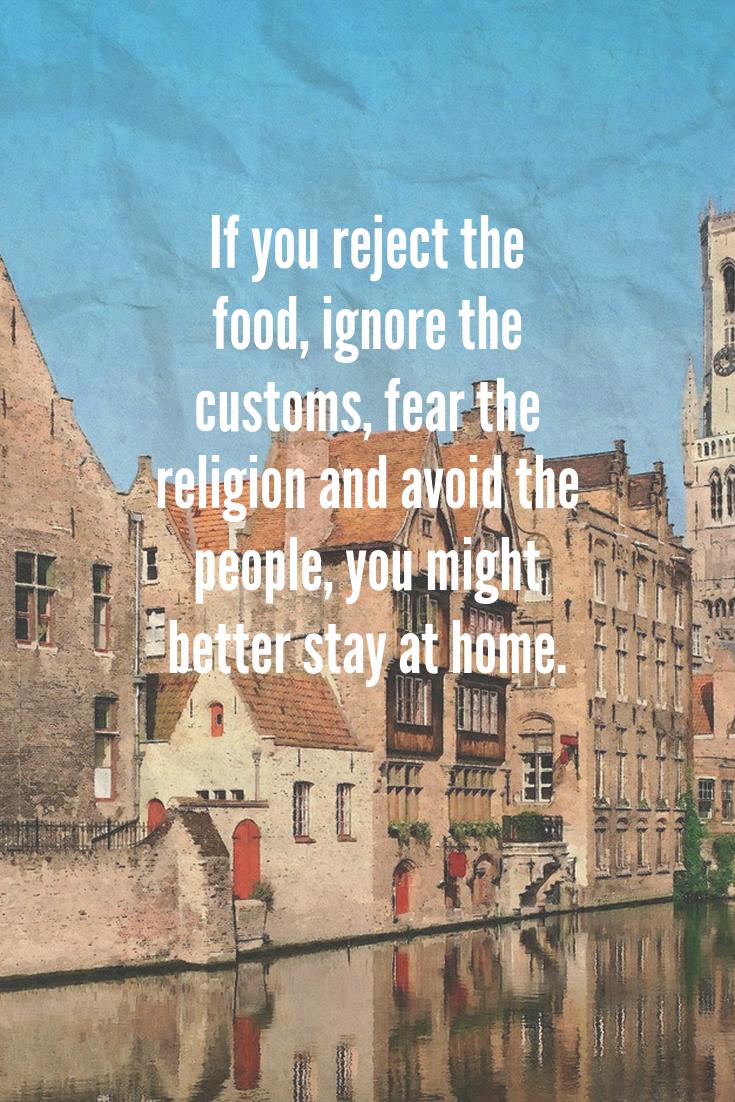 If you reject the
food, ignore the
customs, fear the
religion and avoid the
people, you might
better stay at home.